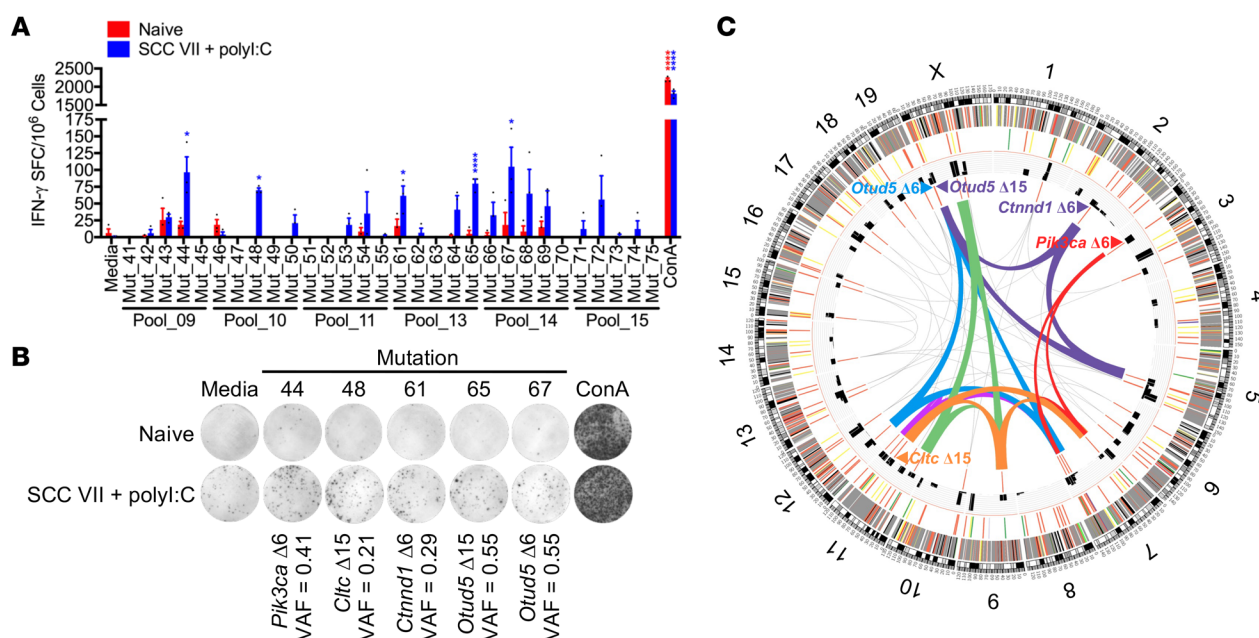 A
Naive
SCC VII + polyI:C
IFN-γ SFC/10⁶ Cells
2500
2000
1500
150
125
100
75
50
25
0
* * * * **** * **** ****
Media
Mut_41
Mut_42
Mut_43
Mut_44
Mut_45
Mut_46
Mut_47
Mut_48
Mut_49
Mut_50
Mut_51
Mut_52
Mut_53
Mut_54
Mut_55
Mut_61
Mut_62
Mut_63
Mut_64
Mut_65
Mut_66
Mut_67
Mut_68
Mut_69
Mut_70
Mut_71
Mut_72
Mut_73
Mut_74
Mut_75
ConA
Pool_09 Pool_10 Pool_11 Pool_13 Pool_14 Pool_15
B
Mutation
Media 44 48 61 65 67 ConA
Naive
SCC VII + polyI:C
Pik3ca Δ6
VAF = 0.41
Cltc Δ15
VAF = 0.21
Ctnnd1 Δ6
VAF = 0.29
Otud5 Δ15
VAF = 0.55
Otud5 Δ6
VAF = 0.55
C
X
1
2
3
4
5
6
7
8
9
10
11
12
13
14
15
16
17
18
19
Otud5 Δ6
Otud5 Δ15
Ctnnd1 Δ6
Pik3ca Δ6
Cltc Δ15